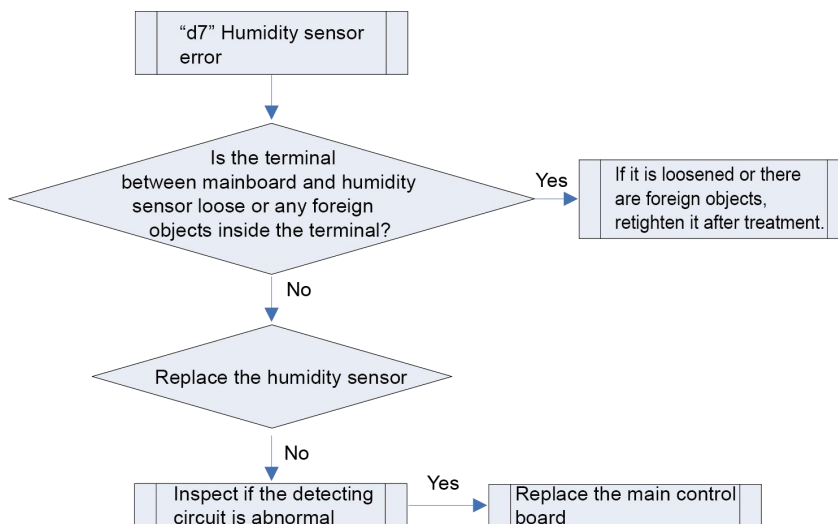 “d7” Humidity sensor
error
Is the terminal
between mainboard and humidity
sensor loose or any foreign
objects inside the terminal?
Yes
If it is loosened or there
are foreign objects,
retighten it after treatment.
No
Replace the humidity sensor
No
Inspect if the detecting
circuit is abnormal
Yes
Replace the main control
board